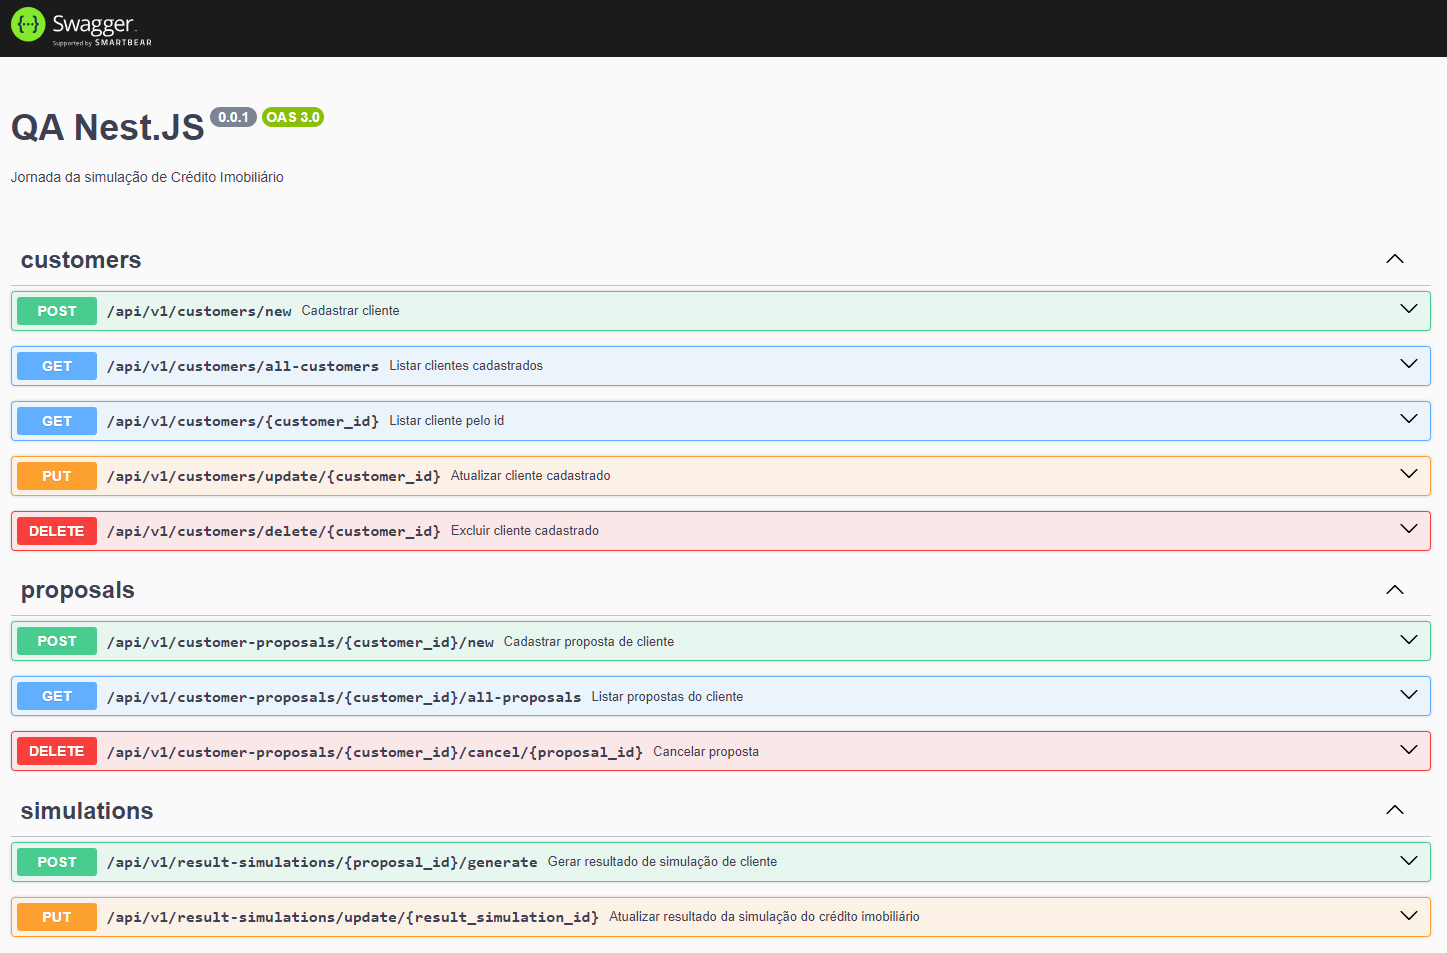 Swagger
Supported by SMARTBEAR
QA Nest.JS 0.0.1 OAS 3.0
Jornada da simulação de Crédito Imobiliário
customers
POST /api/v1/customers/new Cadastrar cliente
GET /api/v1/customers/all-customers Listar clientes cadastrados
GET /api/v1/customers/{customer_id} Listar cliente pelo id
PUT /api/v1/customers/update/{customer_id} Atualizar cliente cadastrado
DELETE /api/v1/customers/delete/{customer_id} Excluir cliente cadastrado
proposals
POST /api/v1/customer-proposals/{customer_id}/new Cadastrar proposta de cliente
GET /api/v1/customer-proposals/{customer_id}/all-proposals Listar propostas do cliente
DELETE /api/v1/customer-proposals/{customer_id}/cancel/{proposal_id} Cancelar proposta
simulations
POST /api/v1/result-simulations/{proposal_id}/generate Gerar resultado de simulação de cliente
PUT /api/v1/result-simulations/update/{result_simulation_id} Atualizar resultado da simulação do crédito imobiliário